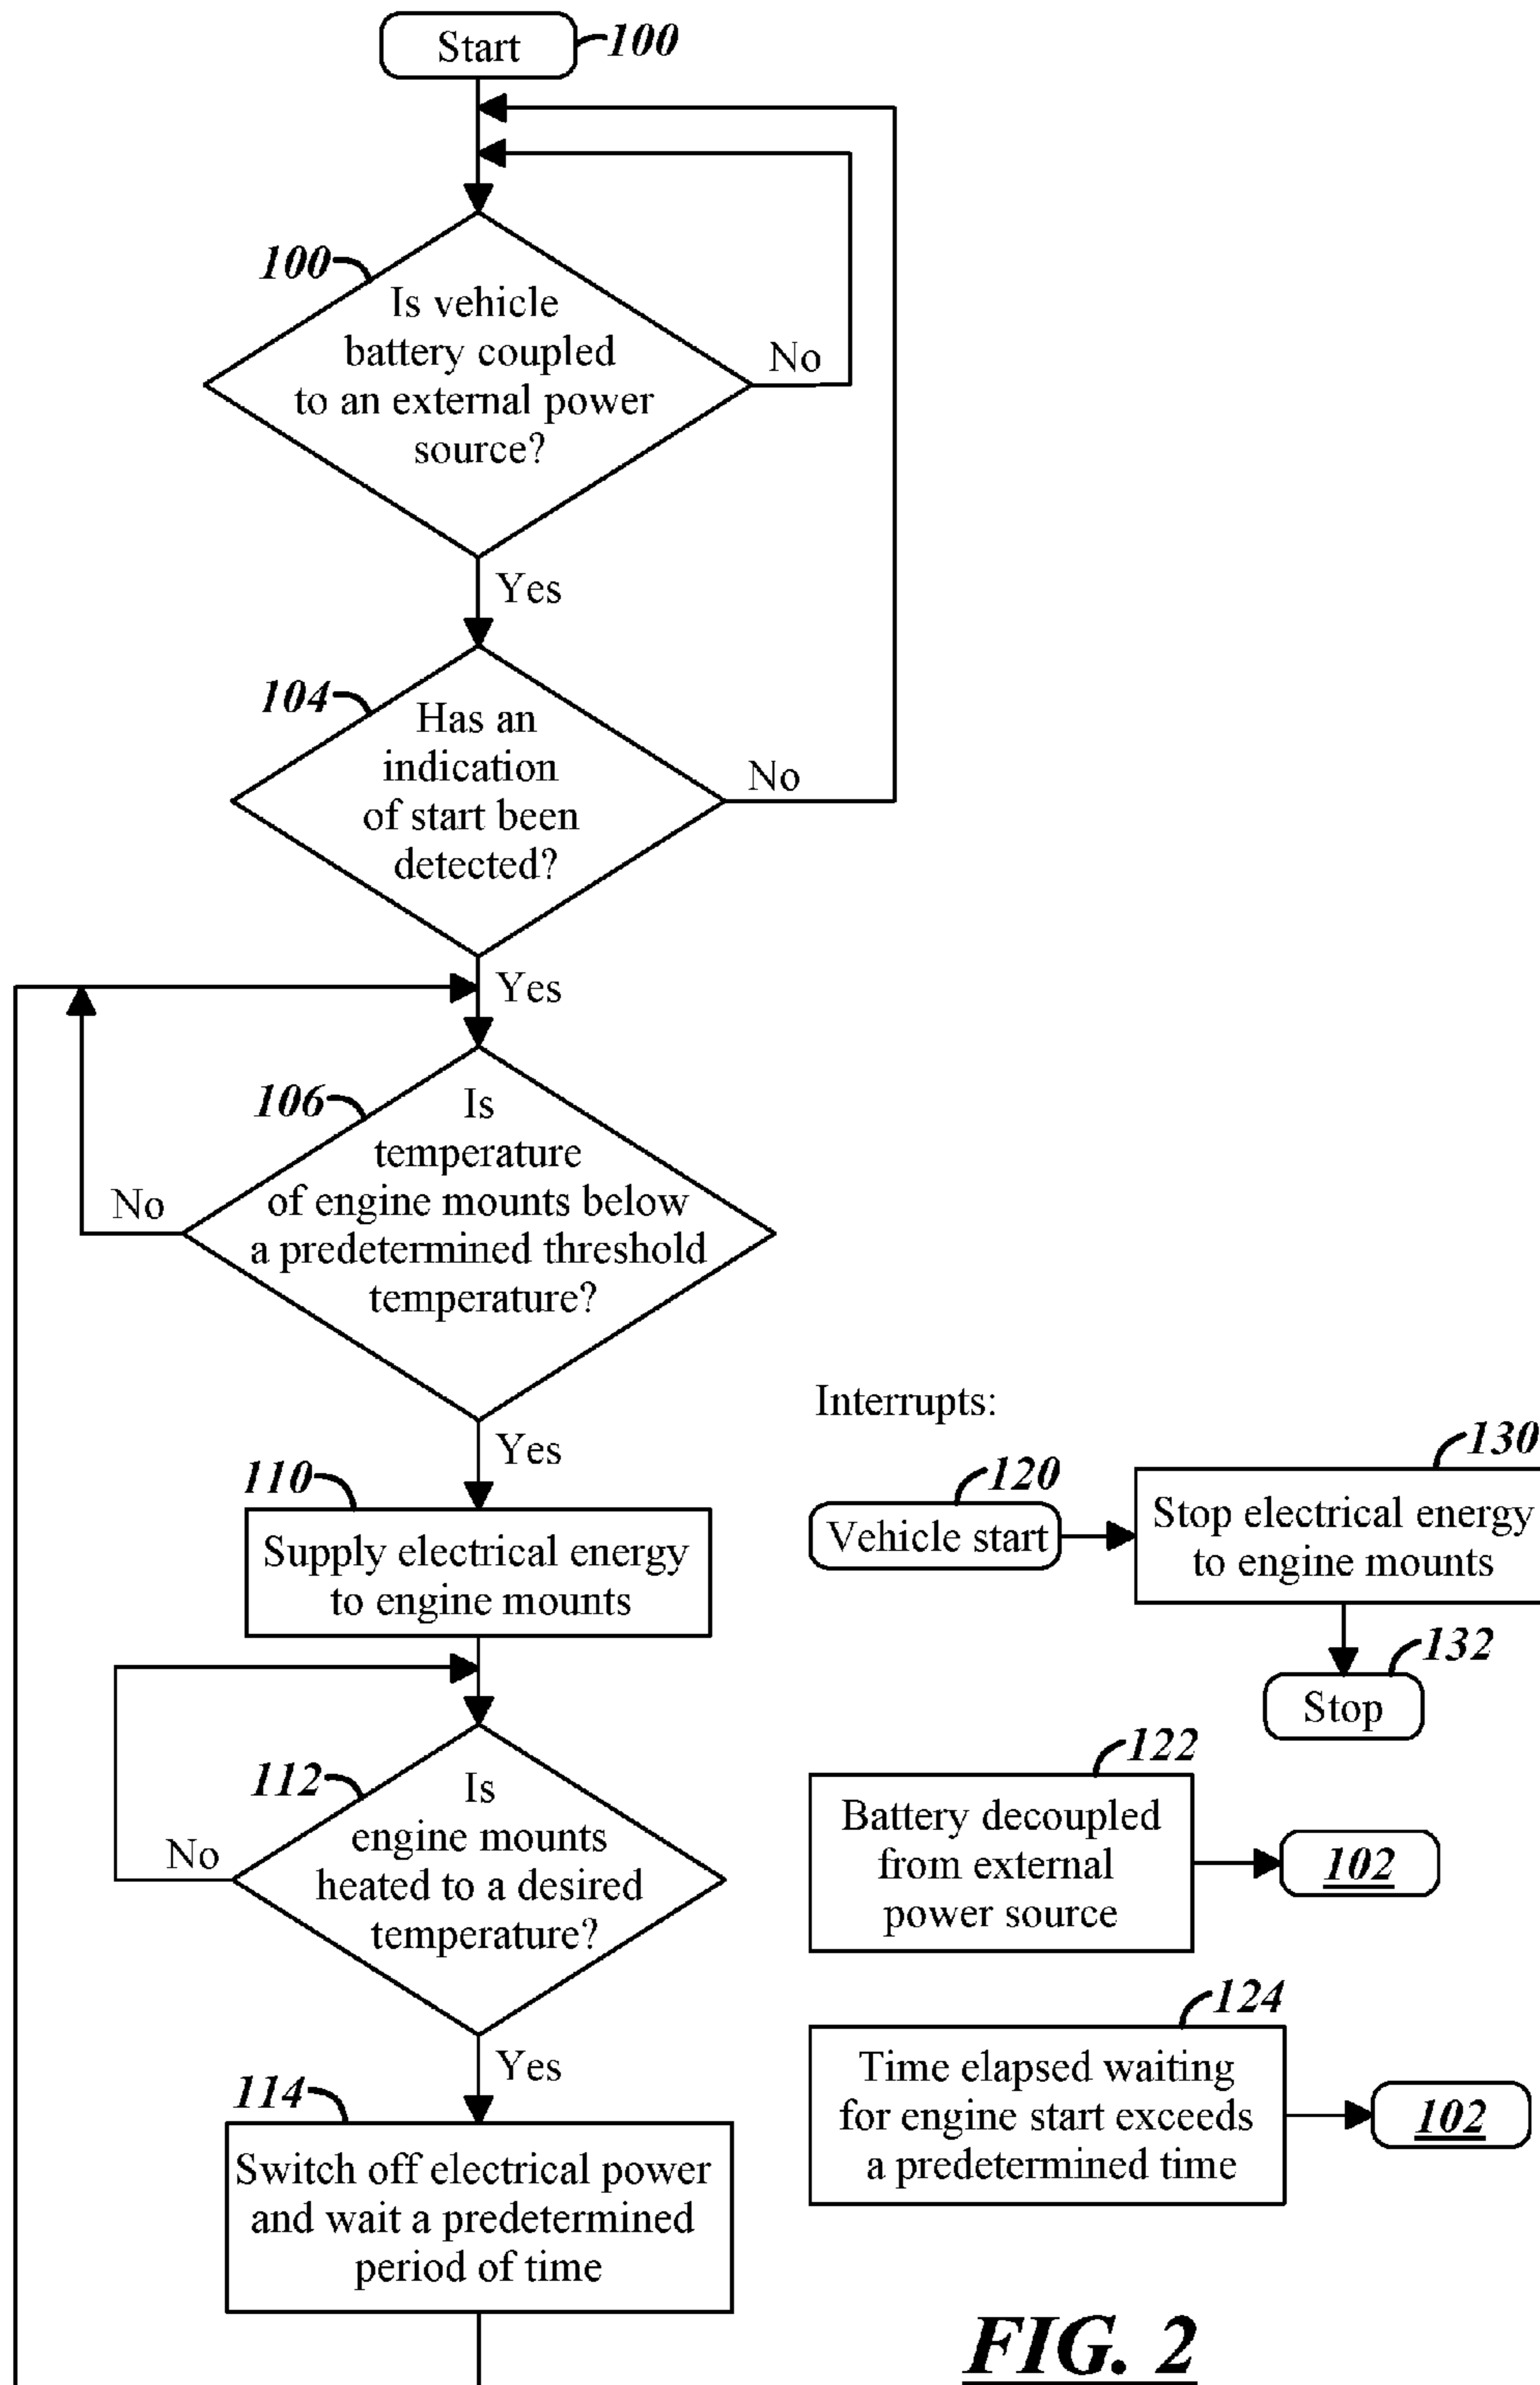 Start
100
100
Is vehicle
battery coupled
to an external power
source?
No
Yes
104
Has an
indication
of start been
detected?
No
Yes
106
Is
temperature
of engine mounts below
a predetermined threshold
temperature?
No
Yes
110
Supply electrical energy
to engine mounts
112
Is
engine mounts
heated to a desired
temperature?
No
Yes
114
Switch off electrical power
and wait a predetermined
period of time
Interrupts:
120
Vehicle start
130
Stop electrical energy
to engine mounts
132
Stop
122
Battery decoupled
from external
power source
102
124
Time elapsed waiting
for engine start exceeds
a predetermined time
102
FIG. 2